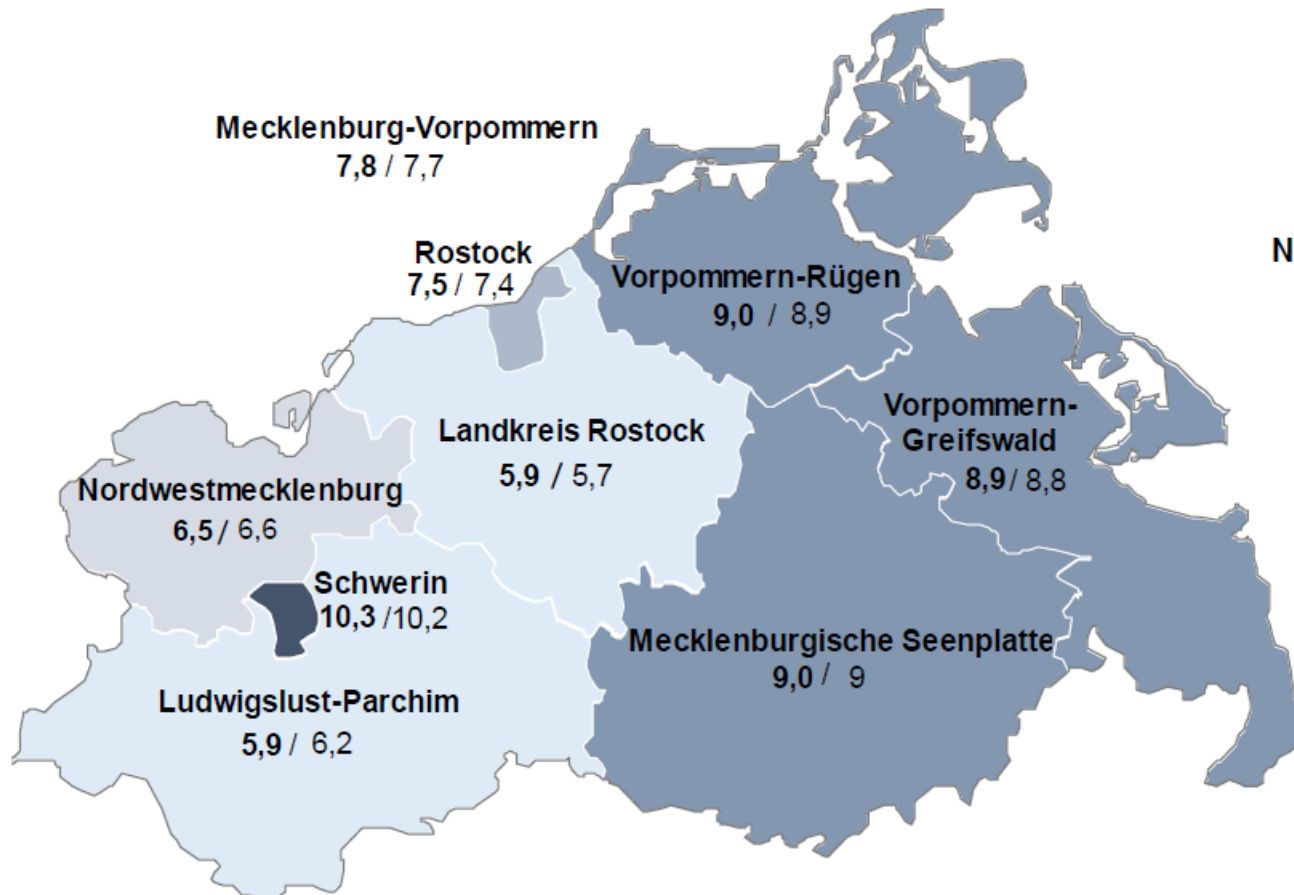 Mecklenburg-Vorpommern
7,8 / 7,7
Rostock
7,5 / 7,4
N
Vorpommern-Rügen
9,0 / 8,9
Vorpommern-
Greifswald
8,9 / 8,8
Landkreis Rostock
5,9 / 5,7
Nordwestmecklenburg
6,5 / 6,6
Schwerin
10,3 /10,2
Mecklenburgische Seenplatte
9,0 / 9
Ludwigslust-Parchim
5,9 / 6,2